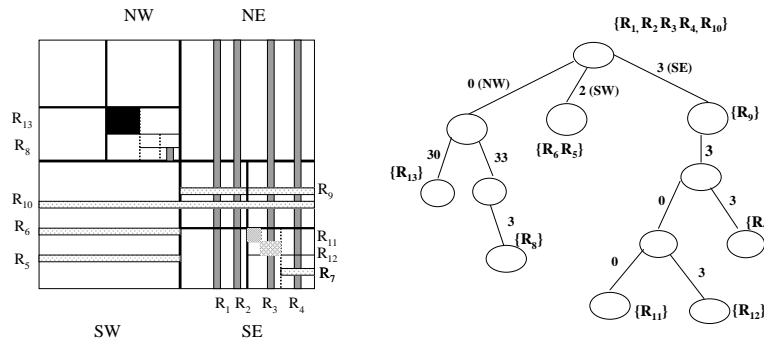 NW
NE
R13
R8
R10
R6
R5
R9
R11
R12
R7
R1
R2
R3
R4
SW
SE
{R1, R2 R3 R4, R10}
0 (NW)
2 (SW)
3 (SE)
{R9}
30
33
{R6 R5}
3
{R13}
0
3
3
{R8}
{R
0
3
{R11}
{R12}